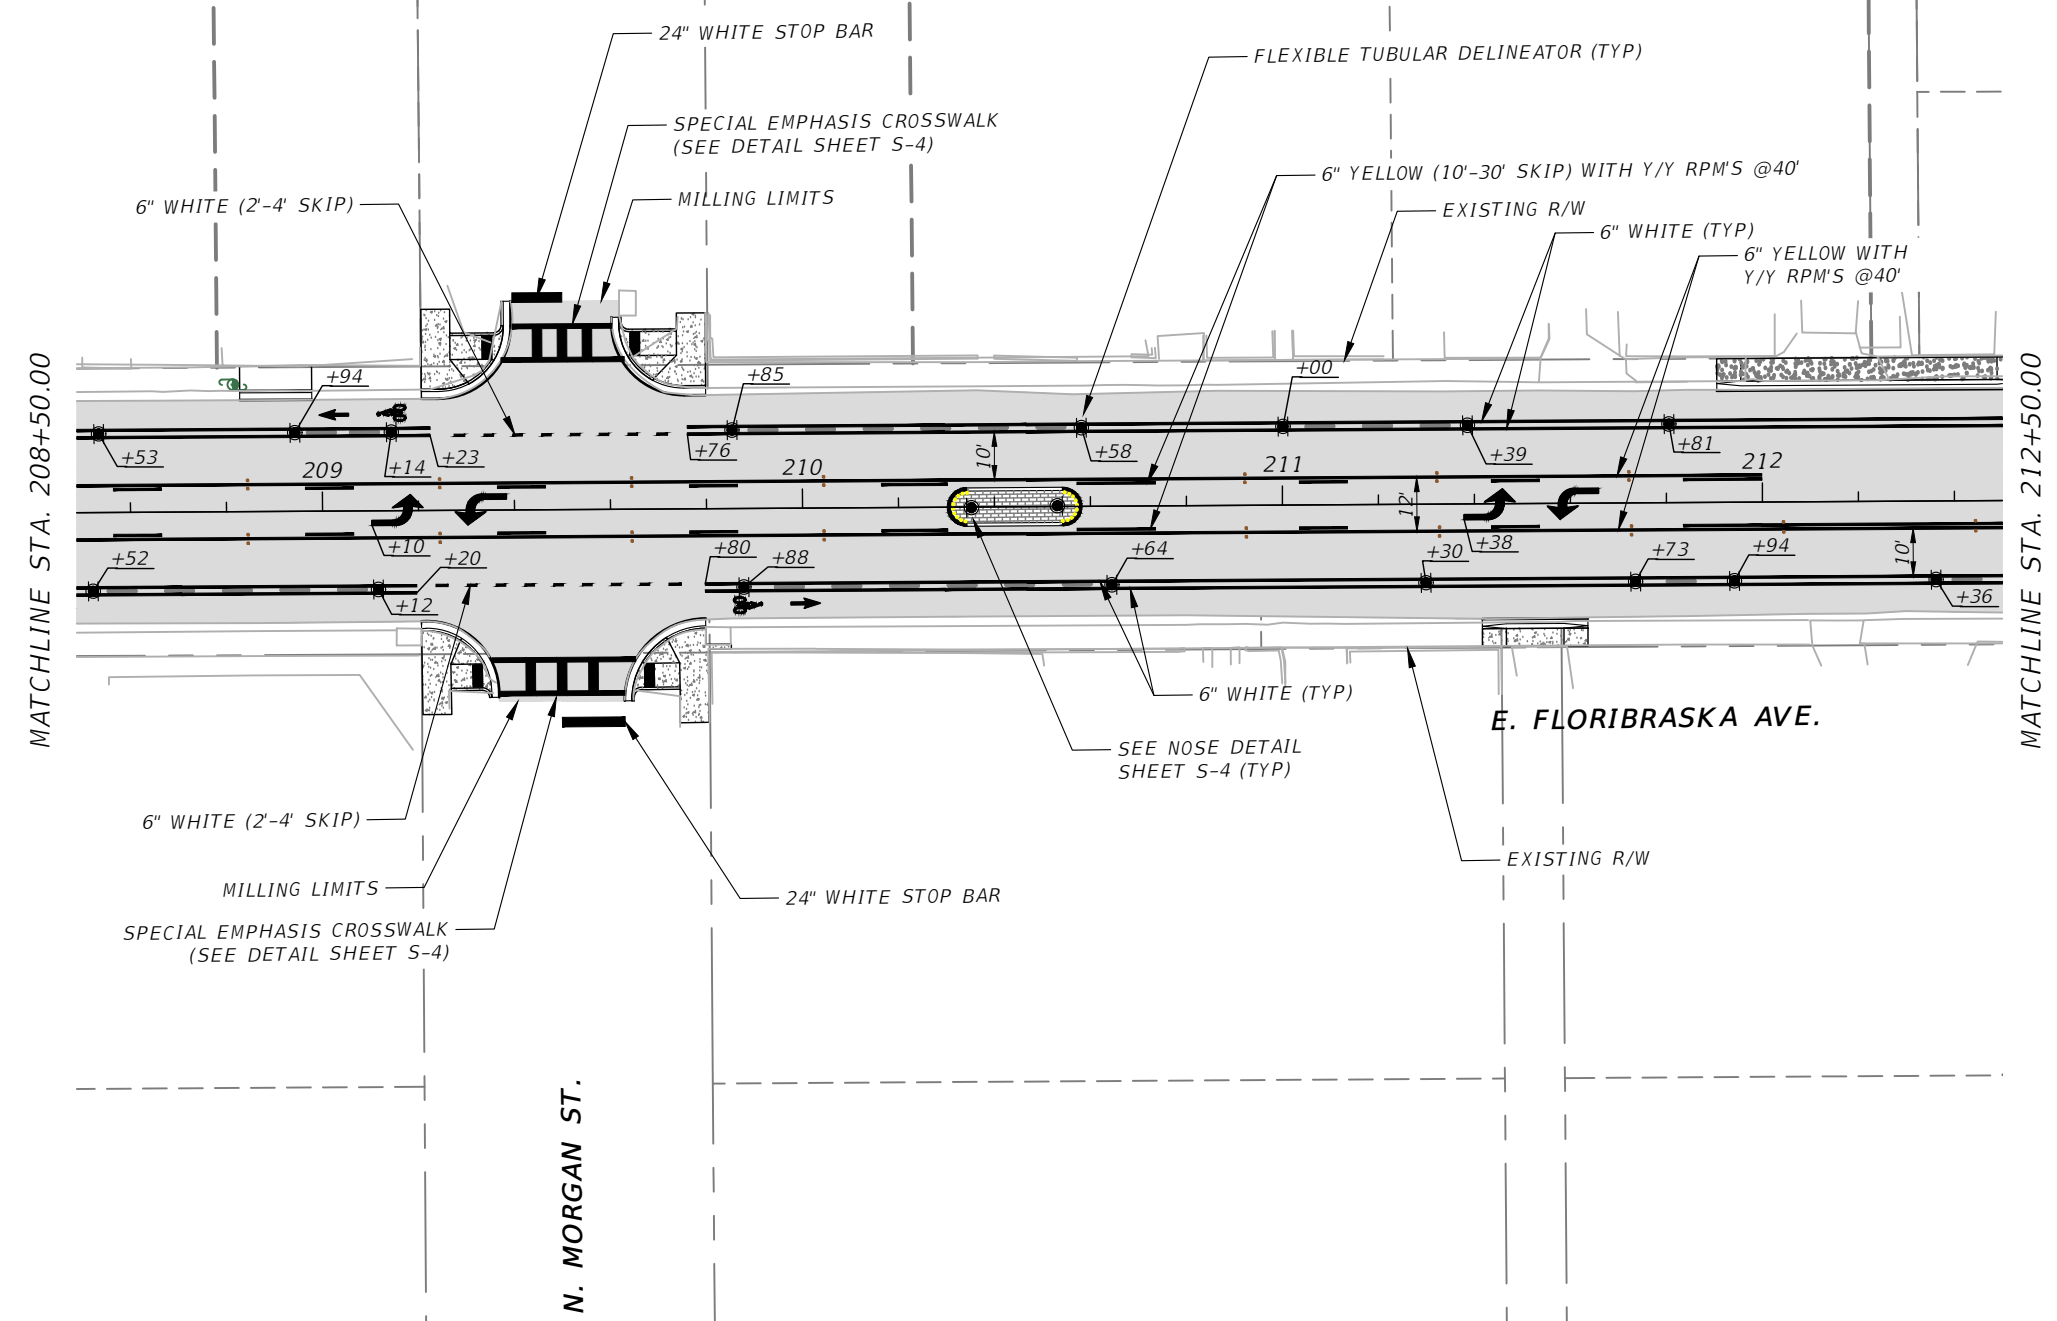 24" WHITE STOP BAR
FLEXIBLE TUBULAR DELINEATOR (TYP)
SPECIAL EMPHASIS CROSSWALK
(SEE DETAIL SHEET S-4)
6" YELLOW (10'-30' SKIP) WITH Y/Y RPM'S @40'
6" WHITE (2'-4' SKIP)
MILLING LIMITS
EXISTING R/W
6" WHITE (TYP)
6" YELLOW WITH
Y/Y RPM'S @40'
MATCHLINE STA. 208+50.00
MATCHLINE STA. 212+50.00
+94
+85
+00
+53
+14
+23
+76
10'
+58
+39
+81
209
210
211
212
12'
+10
+38
+52
+20
+80
+88
+64
+30
+73
+94
10'
+12
+36
6" WHITE (TYP)
E. FLORIBRASKA AVE.
SEE NOSE DETAIL
SHEET S-4 (TYP)
6" WHITE (2'-4' SKIP)
EXISTING R/W
MILLING LIMITS
24" WHITE STOP BAR
SPECIAL EMPHASIS CROSSWALK
(SEE DETAIL SHEET S-4)
N. MORGAN ST.